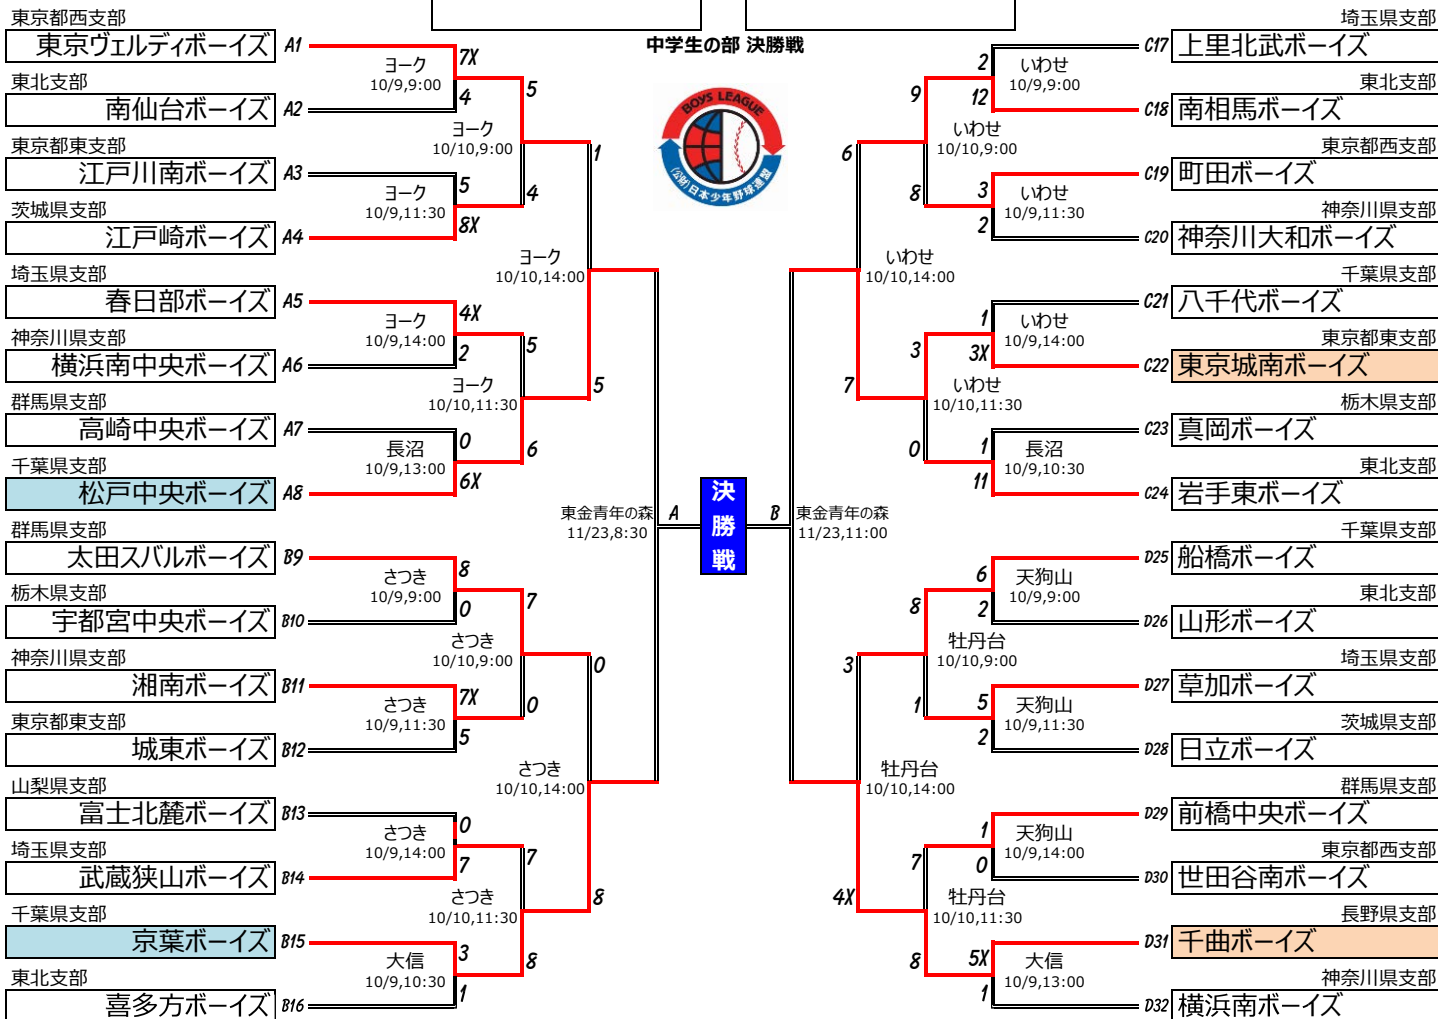 中学生の部 決勝戦
BOYS LEAGUE
(公財)日本少年野球連盟
東京都西支部
東京ヴェルディボーイズ A1
東北支部
南仙台ボーイズ A2
東京都東支部
江戸川南ボーイズ A3
茨城県支部
江戸崎ボーイズ A4
埼玉県支部
春日部ボーイズ A5
神奈川県支部
横浜南中央ボーイズ A6
群馬県支部
高崎中央ボーイズ A7
千葉県支部
松戸中央ボーイズ A8
群馬県支部
太田スバルボーイズ B9
栃木県支部
宇都宮中央ボーイズ B10
神奈川県支部
湘南ボーイズ B11
東京都東支部
城東ボーイズ B12
山梨県支部
富士北麓ボーイズ B13
埼玉県支部
武蔵狭山ボーイズ B14
千葉県支部
京葉ボーイズ B15
東北支部
喜多方ボーイズ B16
7X
ヨーク
10/9,9:00
4
5
ヨーク
10/10,9:00
4
5
ヨーク
10/9,11:30
8X
1
ヨーク
10/10,14:00
5
4X
ヨーク
10/9,14:00
2
5
ヨーク
10/10,11:30
6
0
長沼
10/9,13:00
6X
東金青年の森 A
11/23,8:30
8
さつき
10/9,9:00
0
7
さつき
10/10,9:00
0
7X
さつき
10/9,11:30
5
0
さつき
10/10,14:00
8
0
さつき
10/9,14:00
7
7
さつき
10/10,11:30
8
3
大信
10/9,10:30
1
決
勝
戦
埼玉県支部
C17 上里北武ボーイズ
東北支部
C18 南相馬ボーイズ
東京都西支部
C19 町田ボーイズ
神奈川県支部
C20 神奈川大和ボーイズ
千葉県支部
C21 八千代ボーイズ
東京都東支部
C22 東京城南ボーイズ
栃木県支部
C23 真岡ボーイズ
東北支部
C24 岩手東ボーイズ
千葉県支部
D25 船橋ボーイズ
東北支部
D26 山形ボーイズ
埼玉県支部
D27 草加ボーイズ
茨城県支部
D28 日立ボーイズ
群馬県支部
D29 前橋中央ボーイズ
東京都西支部
D30 世田谷南ボーイズ
長野県支部
D31 千曲ボーイズ
神奈川県支部
D32 横浜南ボーイズ
2
いわせ
10/9,9:00
12
9
いわせ
10/10,9:00
8
3
いわせ
10/9,11:30
2
6
いわせ
10/10,14:00
7
1
いわせ
10/9,14:00
3X
3
いわせ
10/10,11:30
0
1
長沼
10/9,10:30
11
B 東金青年の森
11/23,11:00
6
天狗山
10/9,9:00
2
8
牡丹台
10/10,9:00
1
5
天狗山
10/9,11:30
2
3
牡丹台
10/10,14:00
4X
1
天狗山
10/9,14:00
0
7
牡丹台
10/10,11:30
8
5X
大信
10/9,13:00
1